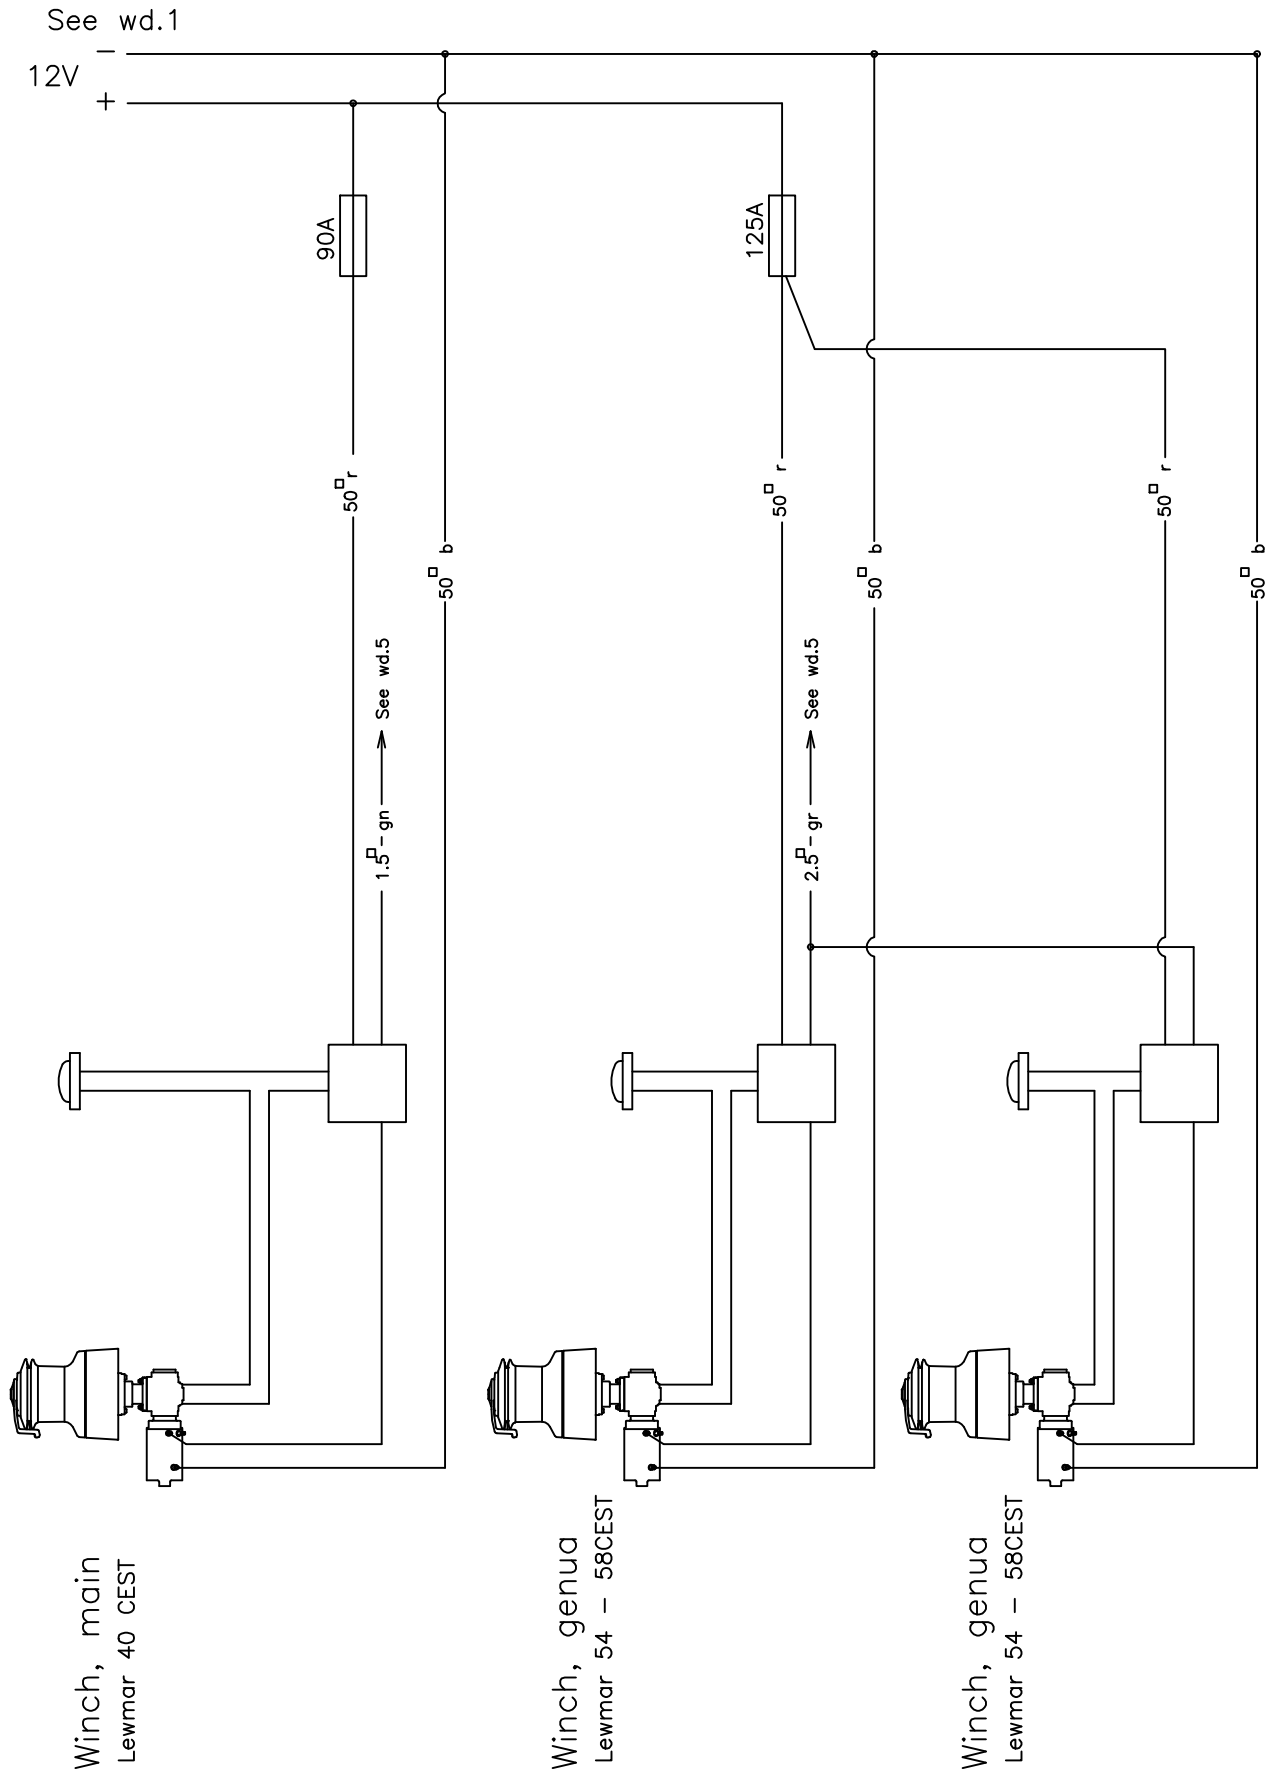 See wd.1
−
12V
+
90A
125A
50□ r
50□ r
50□ r
50□ b
50□ b
50□ b
See wd.5
See wd.5
1.5□ - gn
2.5□ - gr
Winch, main
Lewmar 40 CEST
Winch, genua
Lewmar 54 - 58CEST
Winch, genua
Lewmar 54 - 58CEST